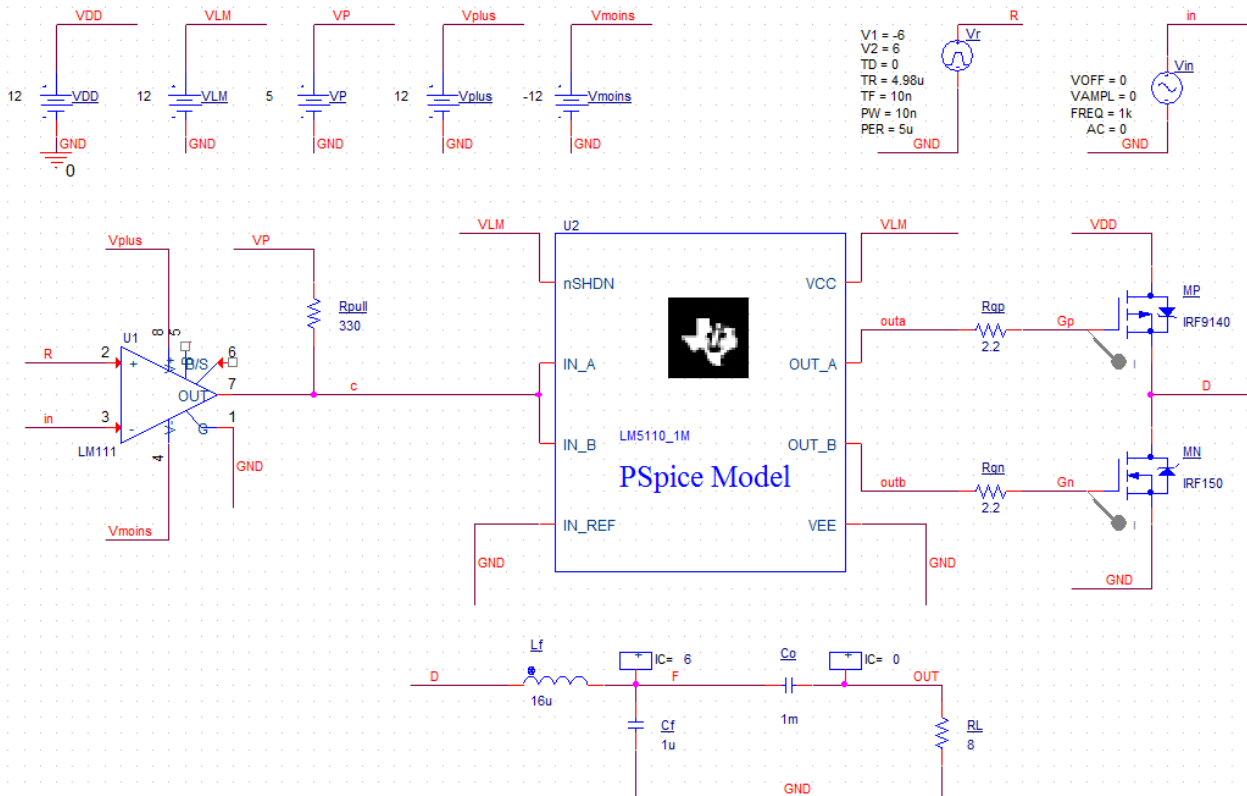 VDD
VLM
VP
Vplus
Vmoins
R
in
12
VDD
12
VLM
5
VP
12
Vplus
-12
Vmoins
V1 = -6
V2 = 6
TD = 0
TR = 4.98u
TF = 10n
PW = 10n
PER = 5u
Vr
VOFF = 0
VAMPL = 0
FREQ = 1k
AC = 0
Vin
GND
GND
GND
GND
GND
GND
GND
0
Vplus
VP
VLM
U2
VLM
VDD
nSHDN
VCC
Rpull
330
outa
Rgp
2.2
Gp
MP
IRF9140
I
U1
8
5
V+
B
B/S
6
R
2
+
OUT
7
c
IN_A
OUT_A
D
in
3
-
G
1
LM111
V-
4
GND
Vmoins
IN_B
LM5110_1M
OUT_B
PSpice Model
outb
Rgn
2.2
Gn
MN
IRF150
I
IN_REF
VEE
GND
GND
GND
D
Lf
16u
IC= 6
F
Co
1m
IC= 0
OUT
Cf
1u
RL
8
GND